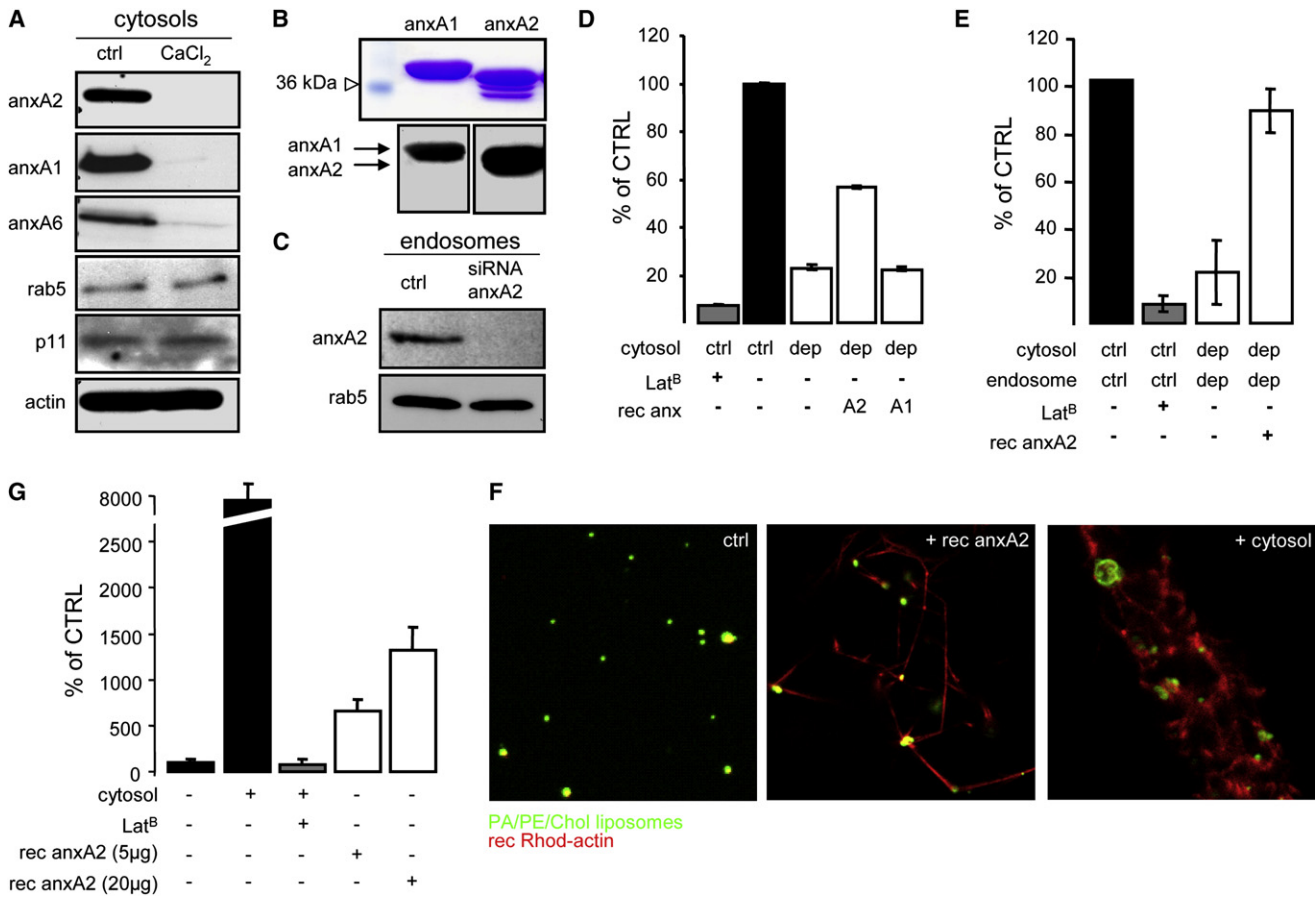 A
cytosols
ctrl CaCl₂
anxA2
anxA1
anxA6
rab5
p11
actin
B
anxA1 anxA2
36 kDa
anxA1
anxA2
C
endosomes
ctrl siRNA anxA2
anxA2
rab5
D
120
100
80
60
40
20
% of CTRL
cytosol ctrl ctrl dep dep dep
Latᴮ + - - - -
rec anx - - - A2 A1
E
120
100
80
60
40
20
% of CTRL
cytosol ctrl ctrl dep dep
endosome ctrl ctrl dep dep
Latᴮ - + - -
rec anxA2 - - - +
G
8000
2500
2000
1500
1000
500
0
% of CTRL
cytosol - + + - -
Latᴮ - - + - -
rec anxA2 (5µg) - - - + -
rec anxA2 (20µg) - - - - +
F
ctrl
+ rec anxA2
+ cytosol
PA/PE/Chol liposomes
rec Rhod-actin